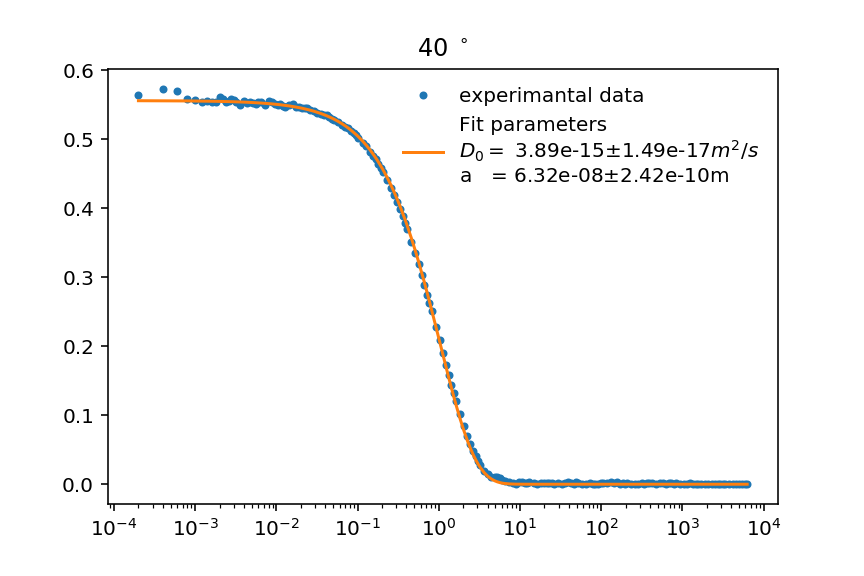 40 °
0.6
0.5
0.4
0.3
0.2
0.1
0.0
experimantal data
Fit parameters
D₀ = 3.89e-15±1.49e-17m²/s
a = 6.32e-08±2.42e-10m
10⁻⁴ 10⁻³ 10⁻² 10⁻¹ 10⁰ 10¹ 10² 10³ 10⁴